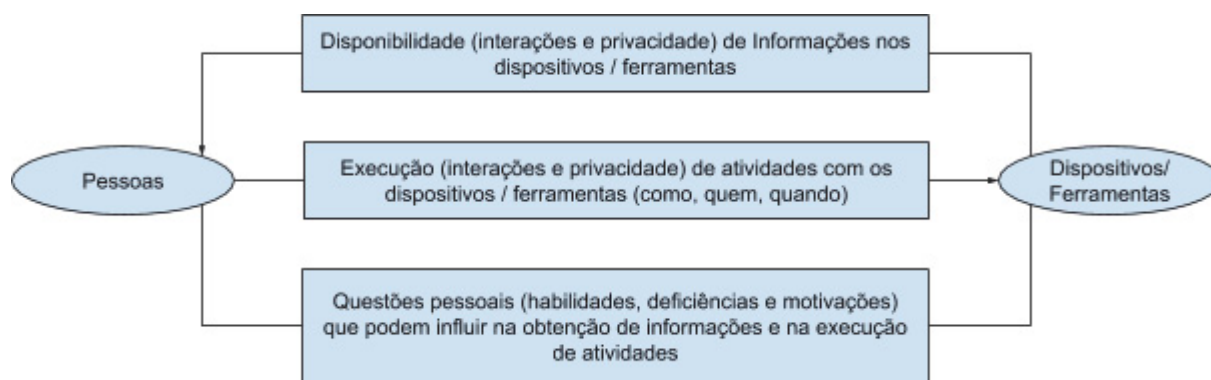 Disponibilidade (interações e privacidade) de Informações nos
dispositivos / ferramentas
Pessoas
Execução (interações e privacidade) de atividades com os
dispositivos / ferramentas (como, quem, quando)
Dispositivos/
Ferramentas
Questões pessoais (habilidades, deficiências e motivações)
que podem influir na obtenção de informações e na execução
de atividades